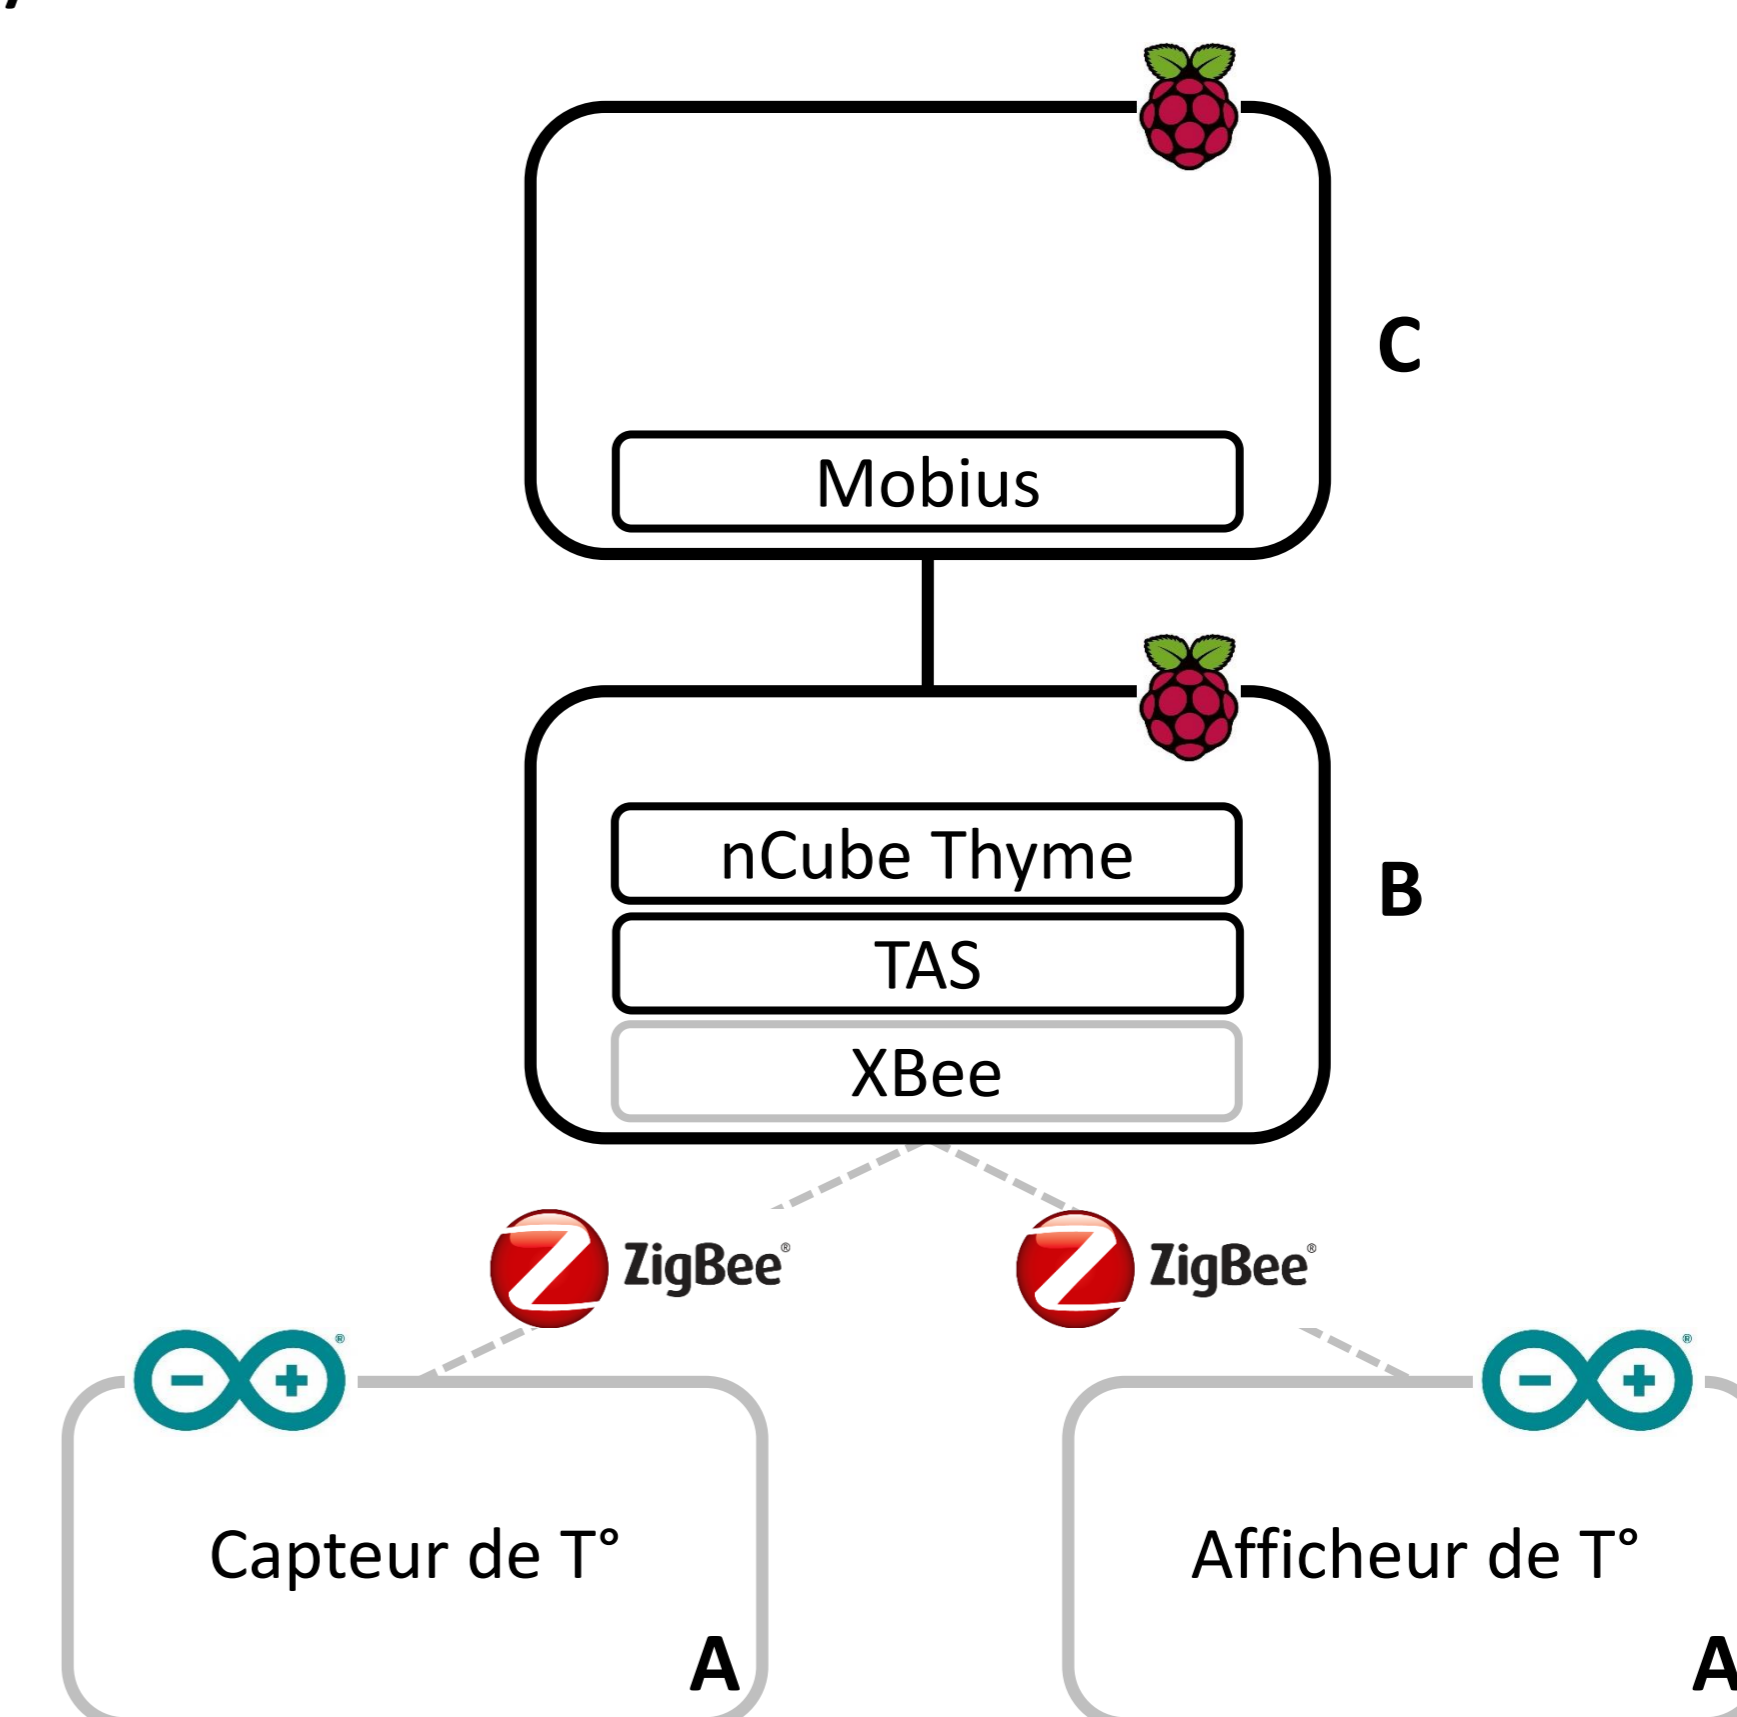 C
Mobius
nCube Thyme
B
TAS
XBee
ZigBee®
ZigBee®
®
®
Capteur de T°
Afficheur de T°
A
A